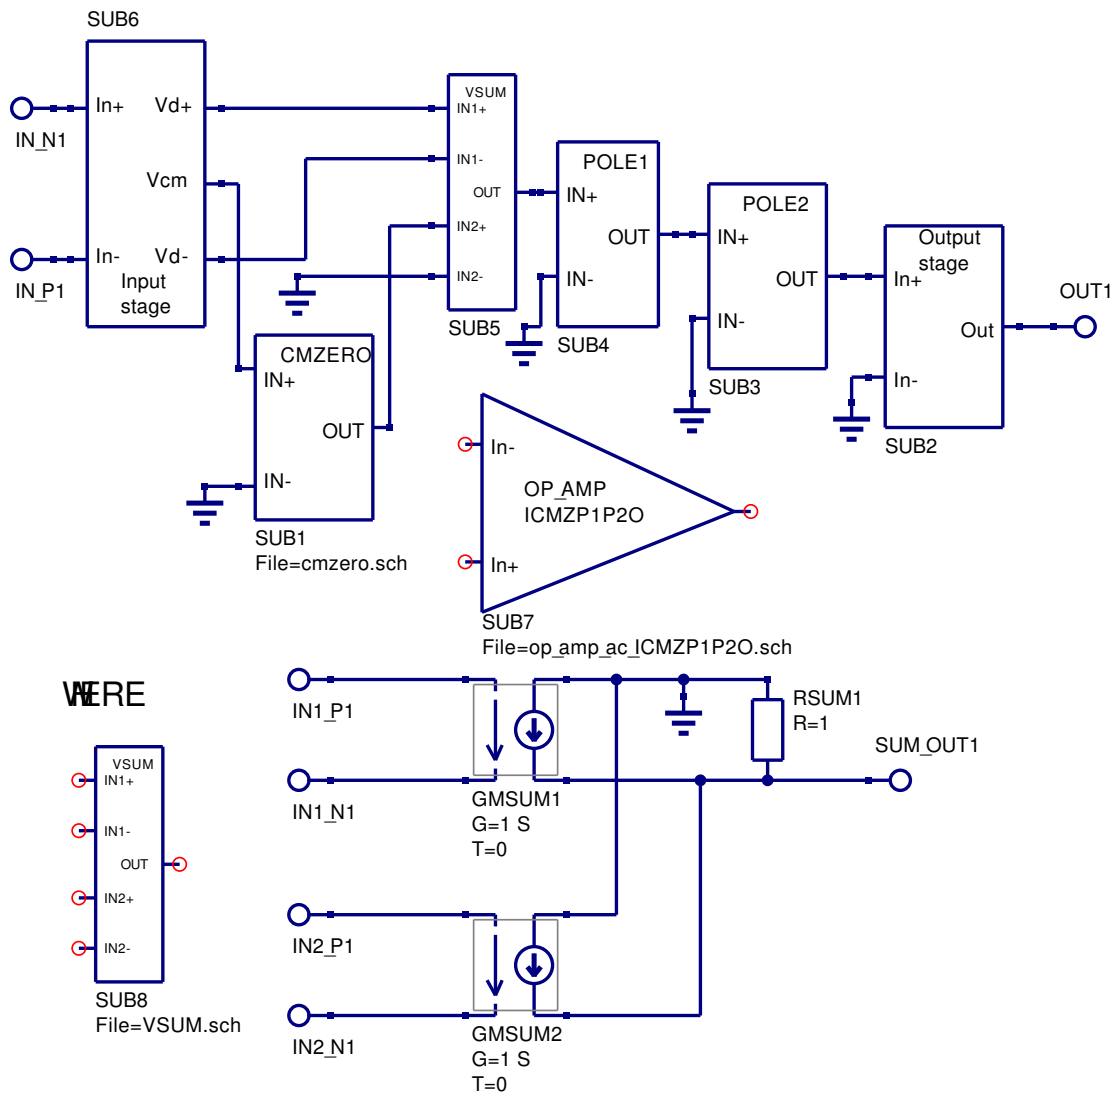 SUB6
In+
Vd+
Vcm
In-
Vd-
Input
stage
IN_N1
IN_P1
VSUM
IN1+
IN1-
OUT
IN2+
IN2-
SUB5
POLE1
IN+
OUT
IN-
SUB4
POLE2
IN+
OUT
IN-
SUB3
Output
stage
In+
Out
In-
SUB2
OUT1
CMZERO
IN+
OUT
IN-
SUB1
File=cmzero.sch
In-
OP_AMP
ICMZP1P2O
In+
SUB7
File=op_amp_ac_ICMZP1P2O.sch
VSUM
IN1+
IN1-
OUT
IN2+
IN2-
SUB8
File=VSUM.sch
IN1_P1
IN1_N1
GMSUM1
G=1 S
T=0
RSUM1
R=1
SUM_OUT1
IN2_P1
IN2_N1
GMSUM2
G=1 S
T=0